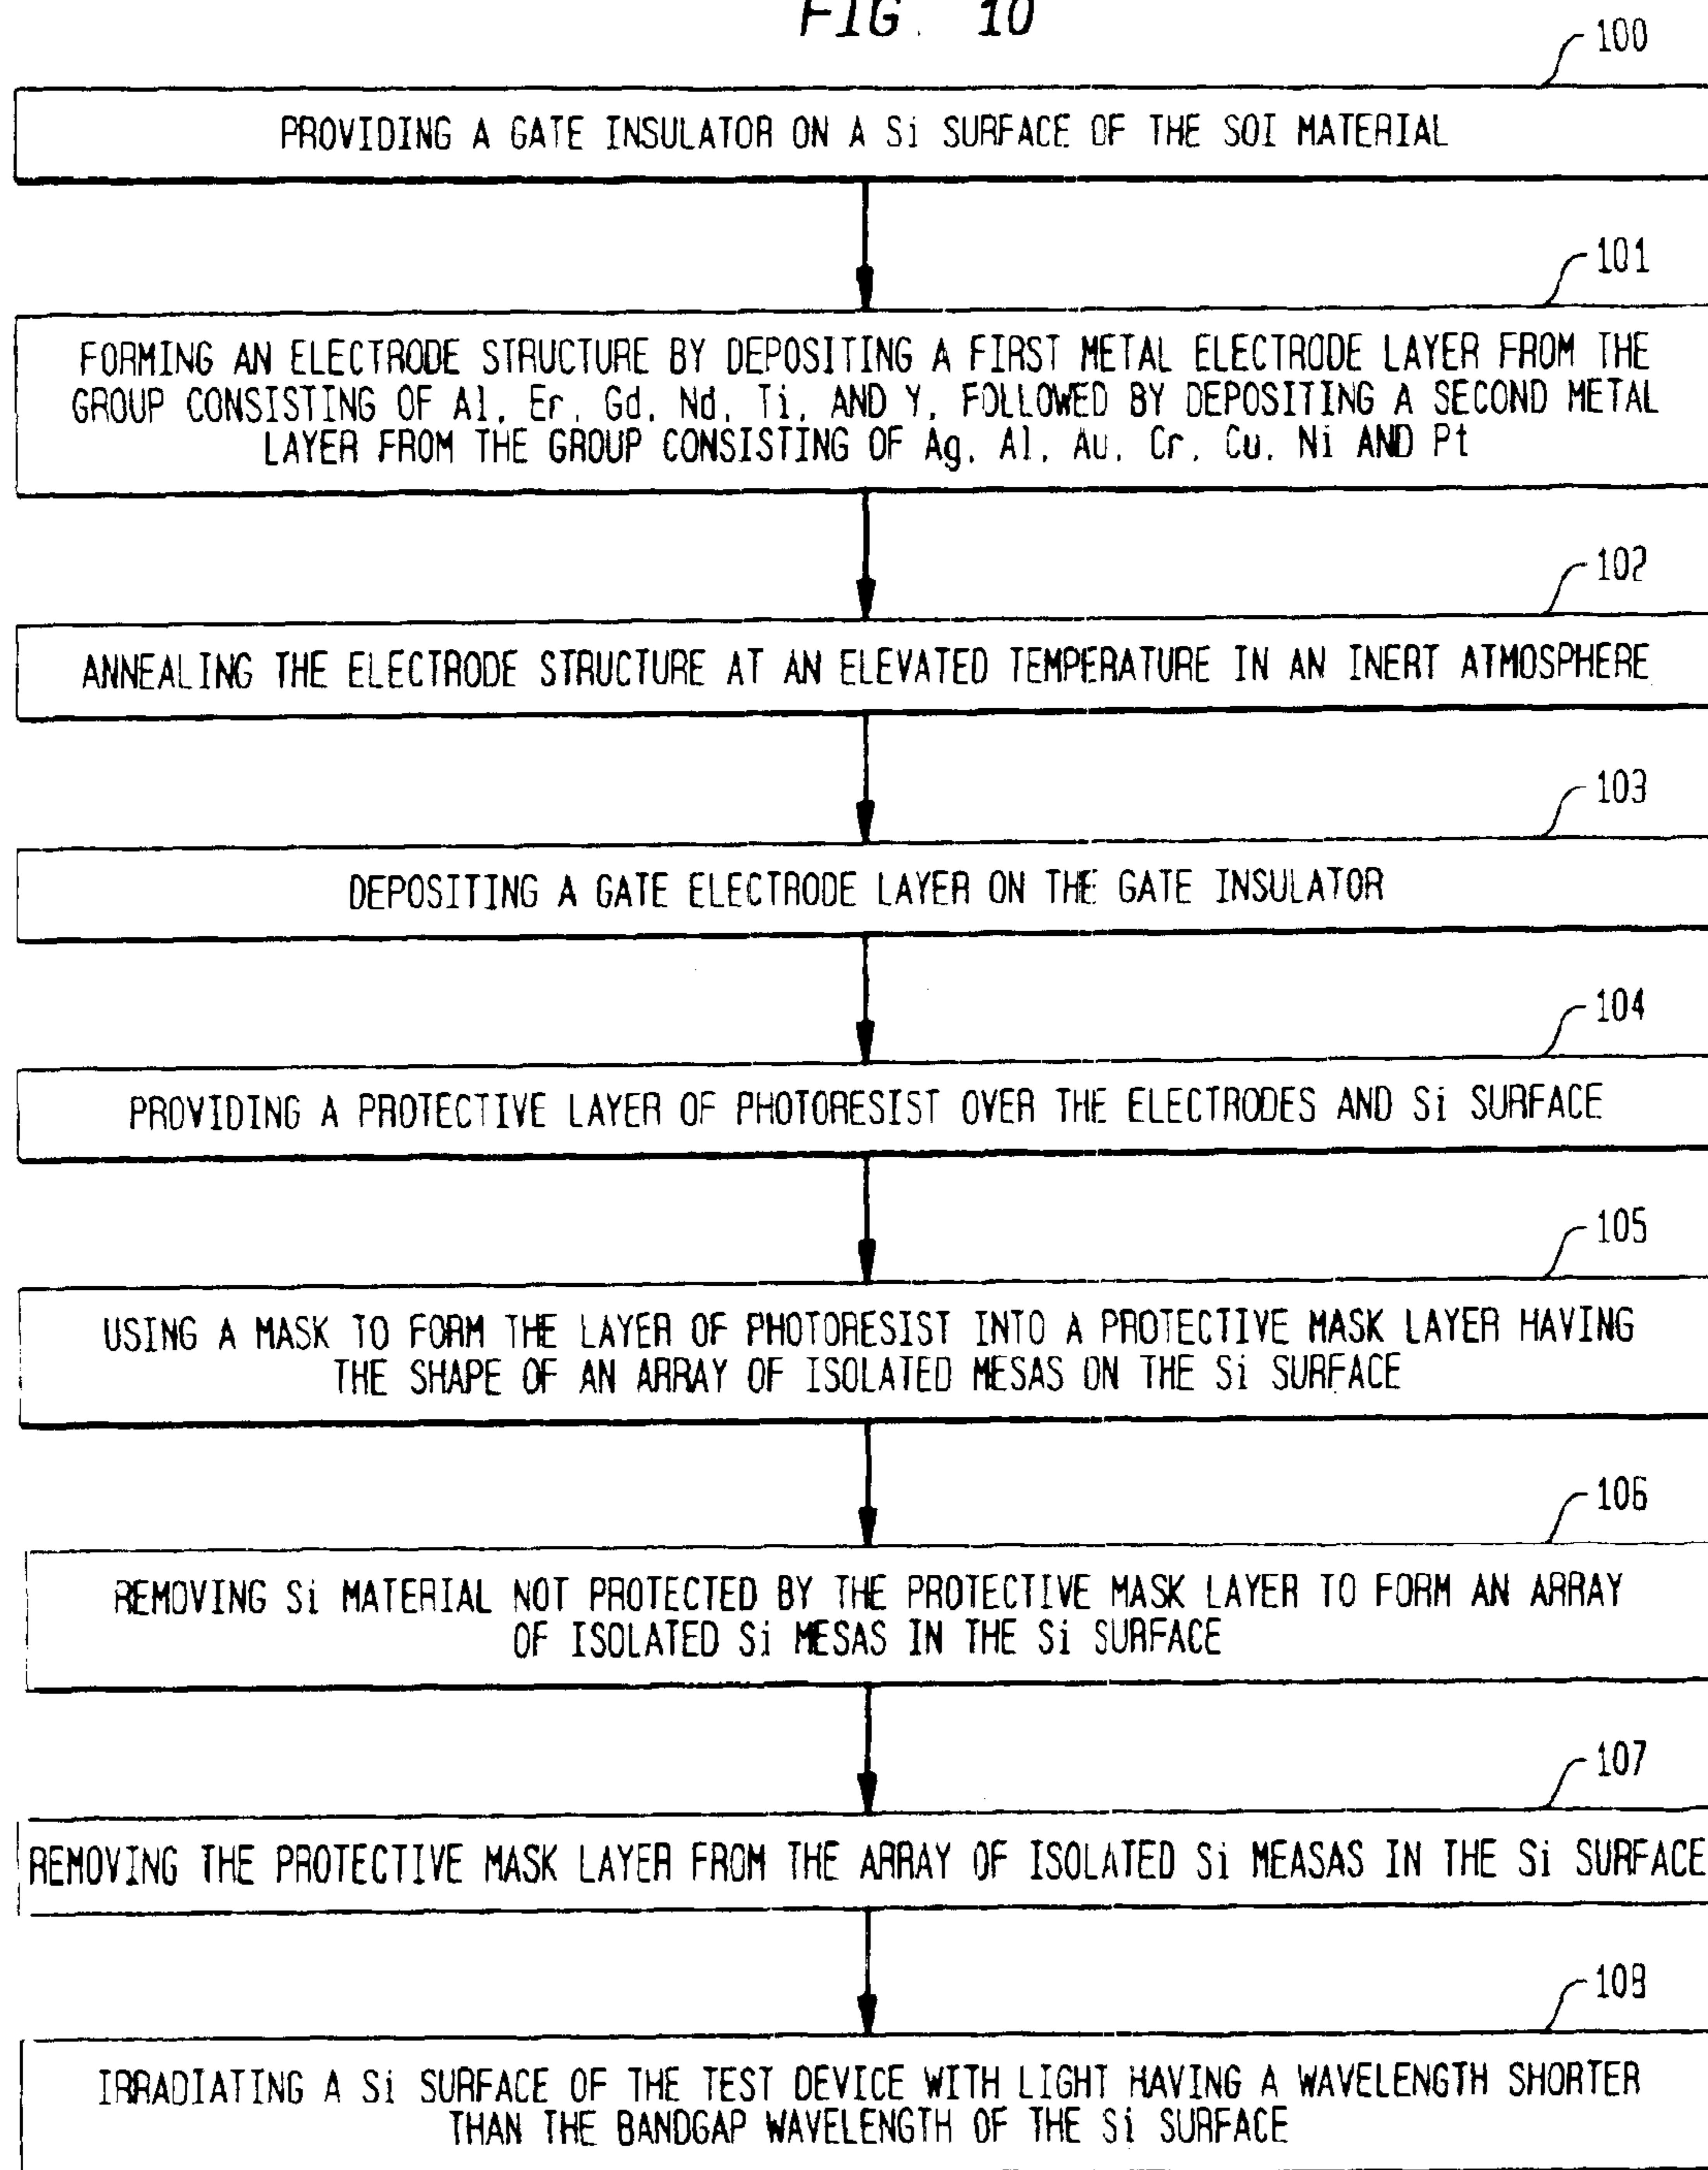 FIG. 10
100
PROVIDING A GATE INSULATOR ON A Si SURFACE OF THE SOI MATERIAL
101
FORMING AN ELECTRODE STRUCTURE BY DEPOSITING A FIRST METAL ELECTRODE LAYER FROM THE
GROUP CONSISTING OF Al, Er, Gd, Nd, Ti, AND Y, FOLLOWED BY DEPOSITING A SECOND METAL
LAYER FROM THE GROUP CONSISTING OF Ag, Al, Au, Cr, Cu, Ni AND Pt
102
ANNEALING THE ELECTRODE STRUCTURE AT AN ELEVATED TEMPERATURE IN AN INERT ATMOSPHERE
103
DEPOSITING A GATE ELECTRODE LAYER ON THE GATE INSULATOR
104
PROVIDING A PROTECTIVE LAYER OF PHOTORESIST OVER THE ELECTRODES AND Si SURFACE
105
USING A MASK TO FORM THE LAYER OF PHOTORESIST INTO A PROTECTIVE MASK LAYER HAVING
THE SHAPE OF AN ARRAY OF ISOLATED MESAS ON THE Si SURFACE
106
REMOVING Si MATERIAL NOT PROTECTED BY THE PROTECTIVE MASK LAYER TO FORM AN ARRAY
OF ISOLATED Si MESAS IN THE Si SURFACE
107
REMOVING THE PROTECTIVE MASK LAYER FROM THE ARRAY OF ISOLATED Si MEASAS IN THE Si SURFACE
108
IRRADIATING A Si SURFACE OF THE TEST DEVICE WITH LIGHT HAVING A WAVELENGTH SHORTER
THAN THE BANDGAP WAVELENGTH OF THE Si SURFACE